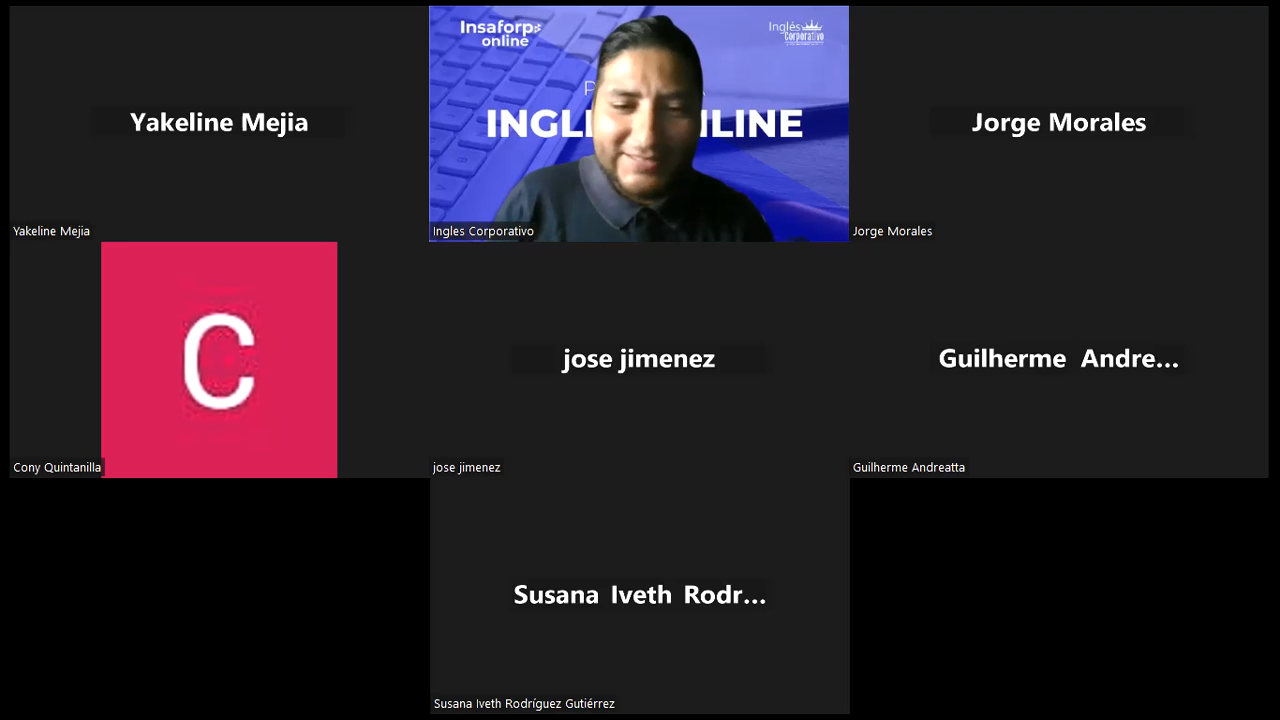 Yakeline Mejia
Yakeline Mejia
Insaforp
online
Inglés
Corporativo
P
INGL NLINE
Ingles Corporativo
Jorge Morales
Jorge Morales
C
Cony Quintanilla
jose jimenez
jose jimenez
Guilherme Andre...
Guilherme Andreatta
Susana Iveth Rodr...
Susana Iveth Rodríguez Gutiérrez